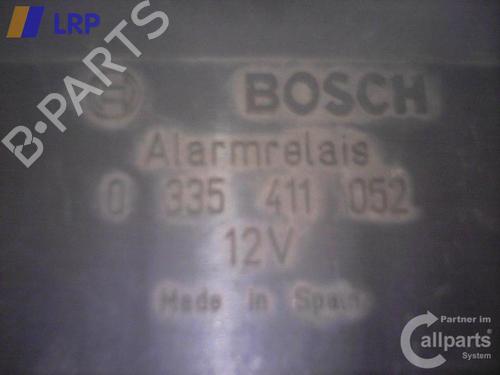 LRP
B-PARTS
BOSCH
Alarmrelais
0 335 411 052
12V
Made in Spain
Partner im
Callparts
System